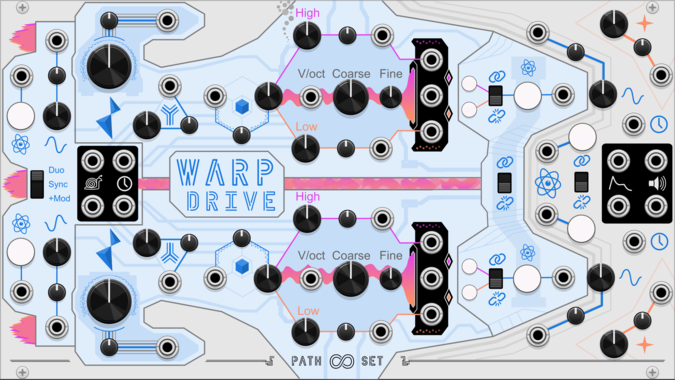 High
V/oct Coarse Fine
Low
Duo
Sync
+Mod
WARP
DRIVE
High
V/oct Coarse Fine
Low
PATH SET